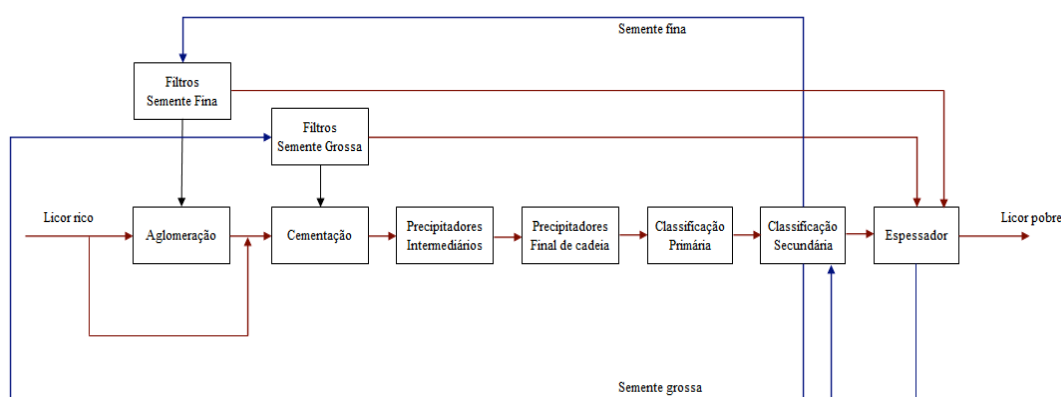 Semente fina
Filtros
Semente Fina
Filtros
Semente Grossa
Licor rico
Aglomeração
Cementação
Precipitadores
Intermediários
Precipitadores
Final de cadeia
Classificação
Primária
Classificação
Secundária
Espessador
Licor pobre
Semente grossa